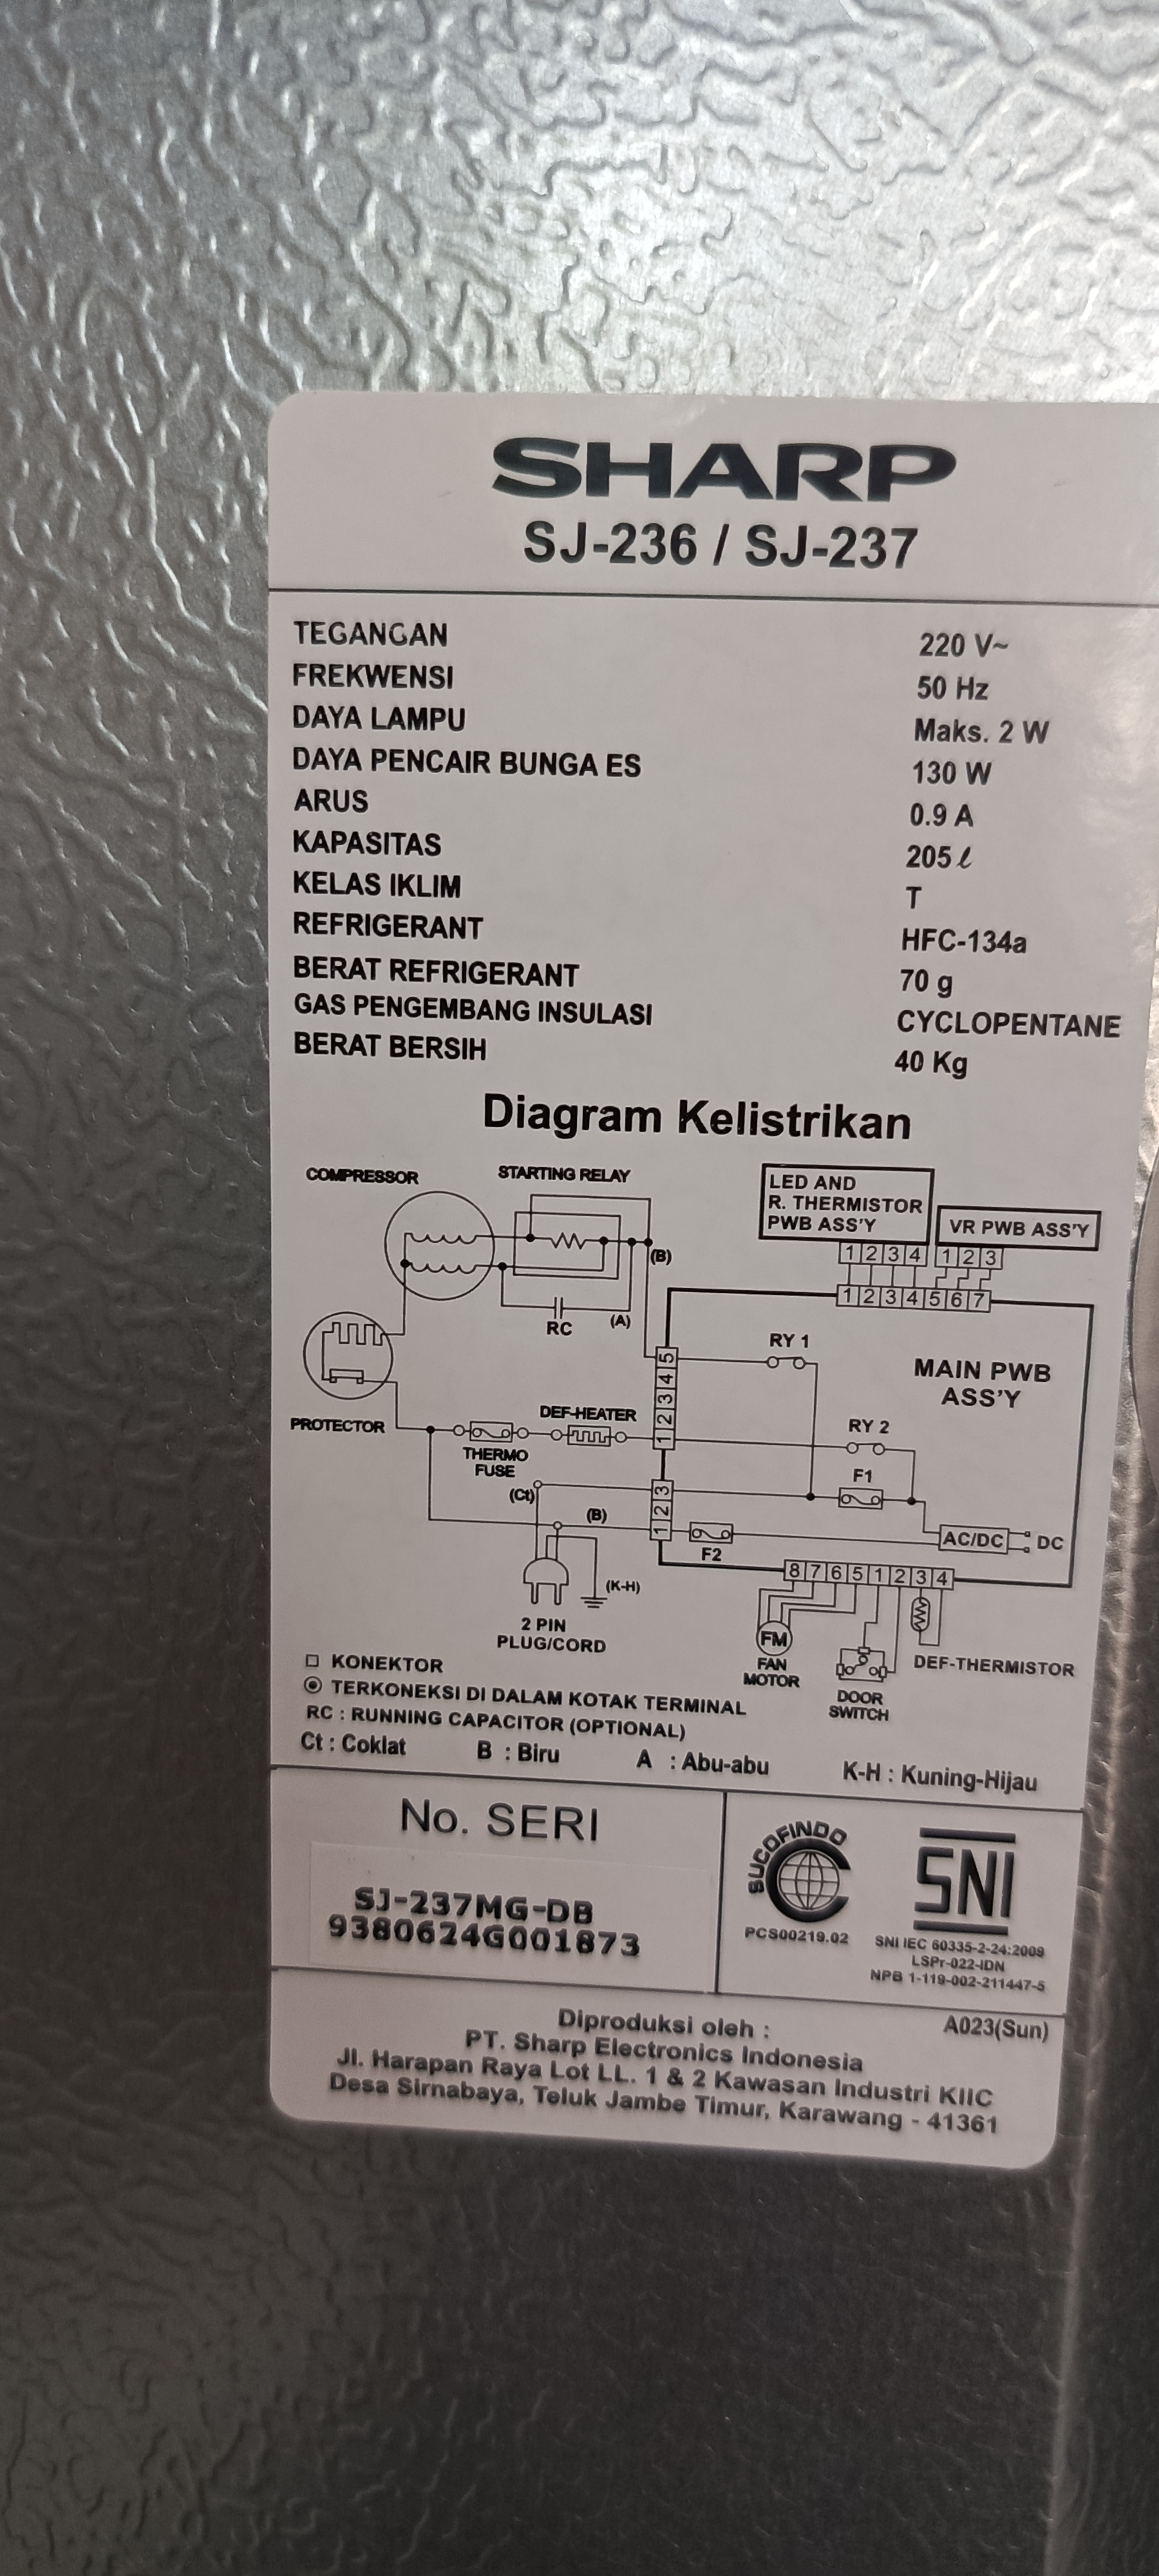 SHARP
SJ-236 / SJ-237
TEGANGAN 220 V~
FREKWENSI 50 Hz
DAYA LAMPU Maks. 2 W
DAYA PENCAIR BUNGA ES 130 W
ARUS 0.9 A
KAPASITAS 205 ℓ
KELAS IKLIM T
REFRIGERANT HFC-134a
BERAT REFRIGERANT 70 g
GAS PENGEMBANG INSULASI CYCLOPENTANE
BERAT BERSIH 40 Kg
Diagram Kelistrikan
COMPRESSOR
STARTING RELAY
LED AND
R. THERMISTOR
PWB ASS'Y
VR PWB ASS'Y
1 2 3 4
1 2 3
1 2 3 4 5 6 7
(B)
RC
(A)
RY 1
MAIN PWB
ASS'Y
5 4 3 2 1
PROTECTOR
DEF-HEATER
THERMO
FUSE
RY 2
F1
(Ct)
(B)
3 2 1
F2
AC/DC
DC
8 7 6 5 1 2 3 4
(K-H)
2 PIN
PLUG/CORD
FM
FAN
MOTOR
DOOR
SWITCH
DEF-THERMISTOR
KONEKTOR
TERKONEKSI DI DALAM KOTAK TERMINAL
RC : RUNNING CAPACITOR (OPTIONAL)
Ct : Coklat B : Biru A : Abu-abu K-H : Kuning-Hijau
No. SERI
SJ-237MG-DB
9380624G001873
SUCOFINDO
PCS00219.02
SNI
SNI IEC 60335-2-24:2009
LSPr-022-IDN
NPB 1-119-002-211447-5
Diproduksi oleh :
A023(Sun)
PT. Sharp Electronics Indonesia
Jl. Harapan Raya Lot LL. 1 & 2 Kawasan Industri KIIC
Desa Sirnabaya, Teluk Jambe Timur, Karawang - 41361